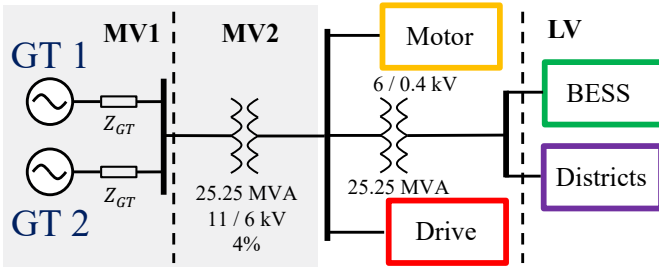 MV1
MV2
LV
GT 1
Z_GT
GT 2
Z_GT
25.25 MVA
11 / 6 kV
4%
Motor
6 / 0.4 kV
25.25 MVA
Drive
BESS
Districts